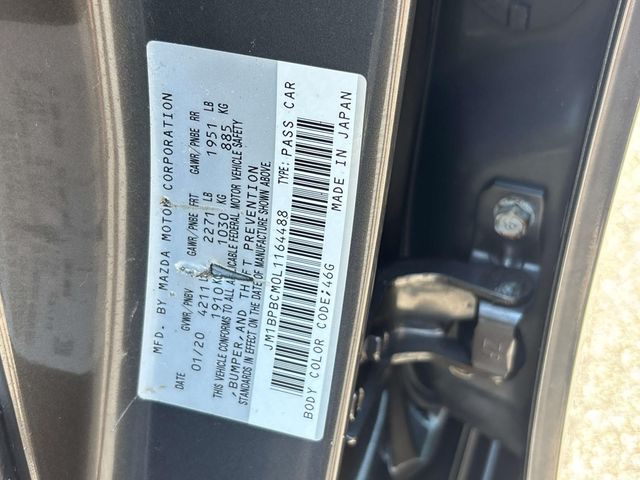 MFD. BY MAZDA MOTOR CORPORATION
DATE GVWR/PNBV GAWR/PNBE FRT GAWR/PNBE RR
01/20 4211 2271 LB 1951 LB
1910 KG 1030 KG 885 KG
THIS VEHICLE CONFORMS TO ALL APPLICABLE FEDERAL MOTOR VEHICLE SAFETY
,BUMPER, AND THEFT PREVENTION
STANDARDS IN EFFECT ON THE DATE OF MANUFACTURE SHOWN ABOVE.
JM1BPBCM0L1164488 TYPE: PASS CAR
BODY COLOR CODE;46G MADE IN JAPAN